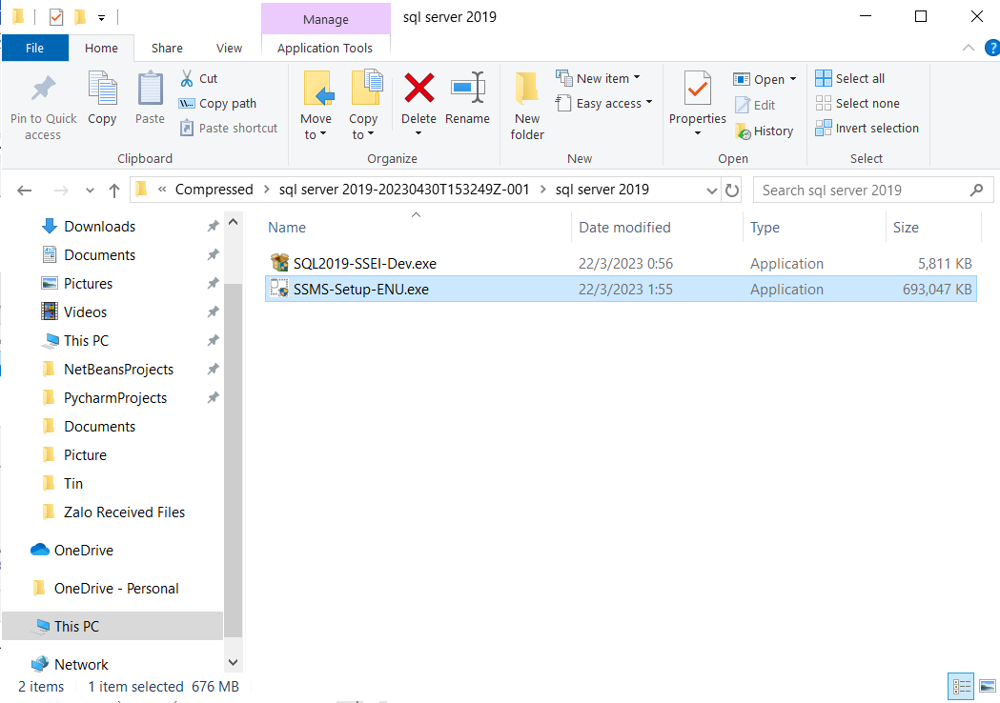 Manage
sql server 2019
File
Home
Share
View
Application Tools
?
Pin to Quick access
Copy
Paste
Cut
Copy path
Paste shortcut
Clipboard
Move to
Copy to
Delete
Rename
Organize
New folder
New item
Easy access
New
Properties
Open
Edit
History
Open
Select all
Select none
Invert selection
Select
« Compressed > sql server 2019-20230430T153249Z-001 > sql server 2019
Search sql server 2019
Name Date modified Type Size
SQL2019-SSEI-Dev.exe 22/3/2023 0:56 Application 5,811 KB
SSMS-Setup-ENU.exe 22/3/2023 1:55 Application 693,047 KB
Downloads
Documents
Pictures
Videos
This PC
NetBeansProjects
PycharmProjects
Documents
Picture
Tin
Zalo Received Files
OneDrive
OneDrive - Personal
This PC
Network
2 items 1 item selected 676 MB